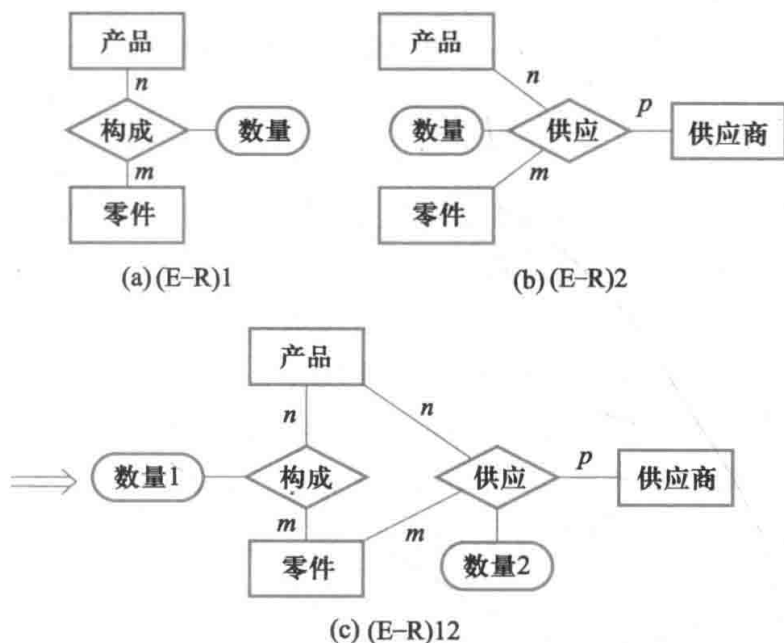 产品
n
构成
数量
m
零件
(a) (E-R)1
产品
n
数量
供应
p
供应商
m
零件
(b) (E-R)2
产品
n
n
数量1
构成
供应
p
供应商
m
m
零件
数量2
(c) (E-R)12